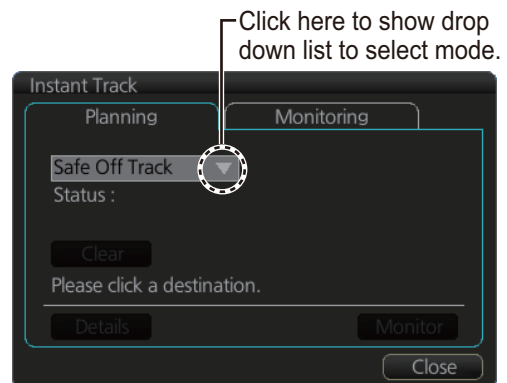 Click here to show drop
down list to select mode.
Instant Track
Planning Monitoring
Safe Off Track
Status :
Clear
Please click a destination.
Details Monitor
Close